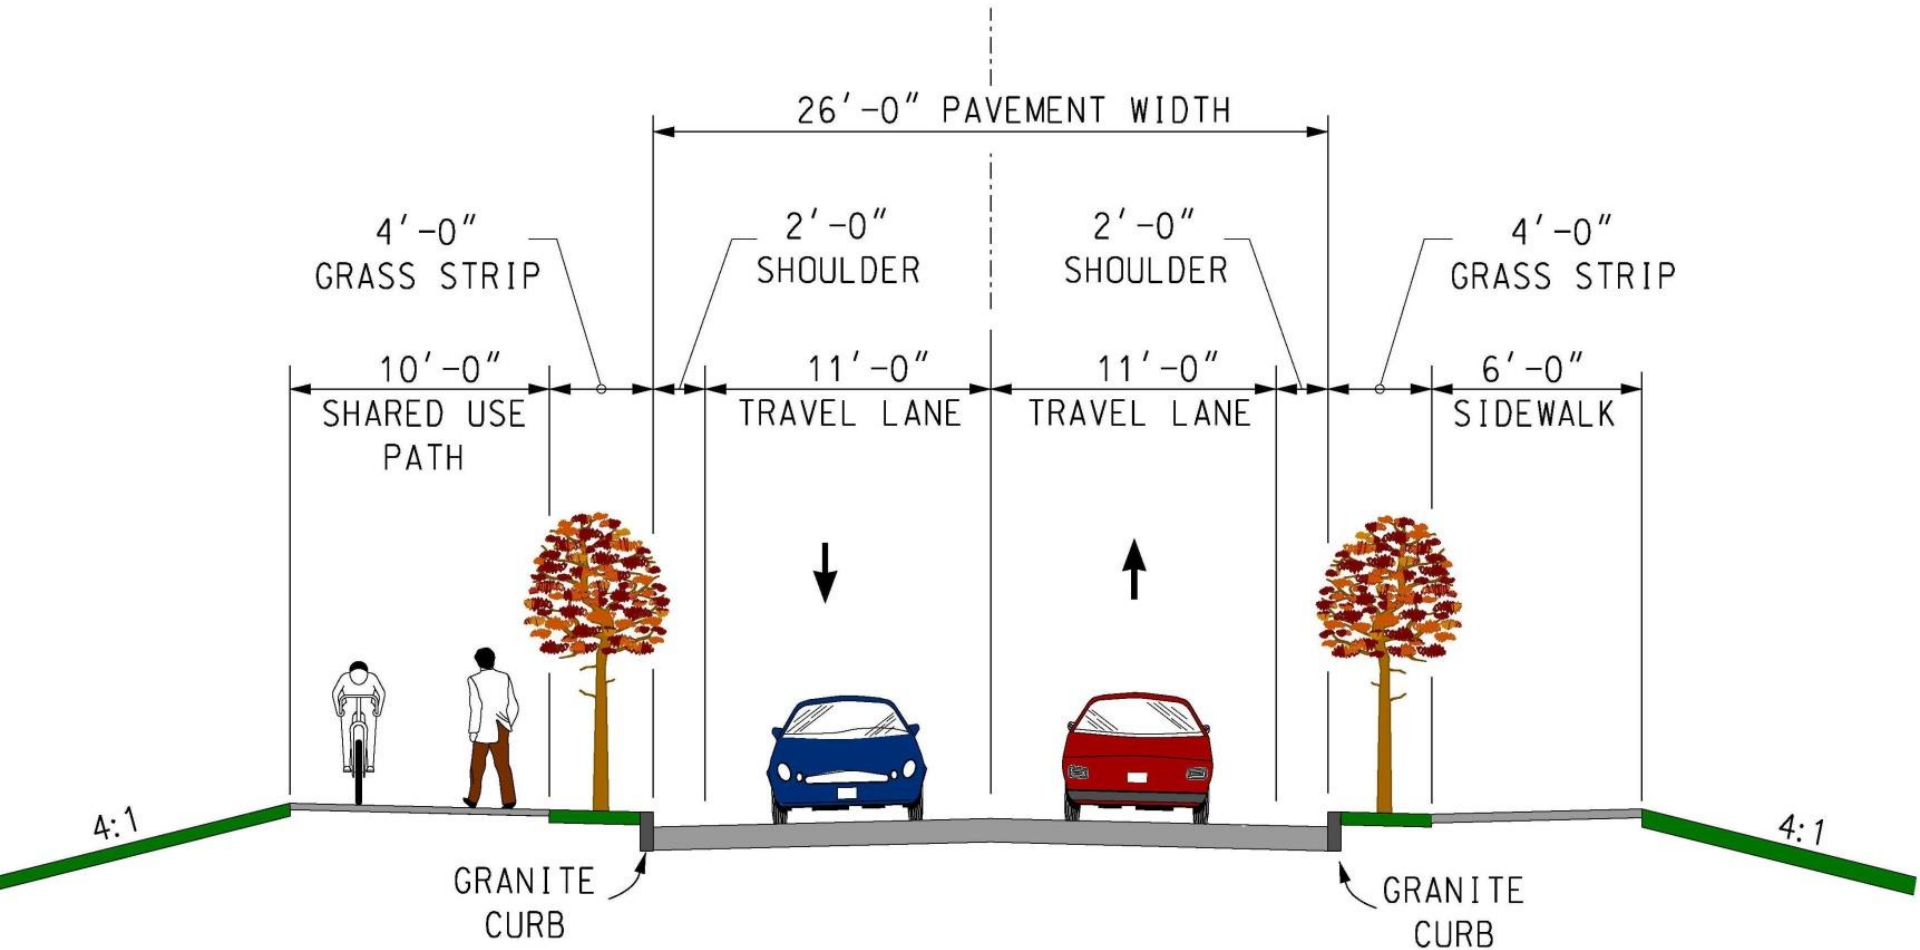 26'-0" PAVEMENT WIDTH
4'-0"
GRASS STRIP
2'-0"
SHOULDER
2'-0"
SHOULDER
4'-0"
GRASS STRIP
10'-0"
SHARED USE
PATH
11'-0"
TRAVEL LANE
11'-0"
TRAVEL LANE
6'-0"
SIDEWALK
4:1
4:1
GRANITE
CURB
GRANITE
CURB